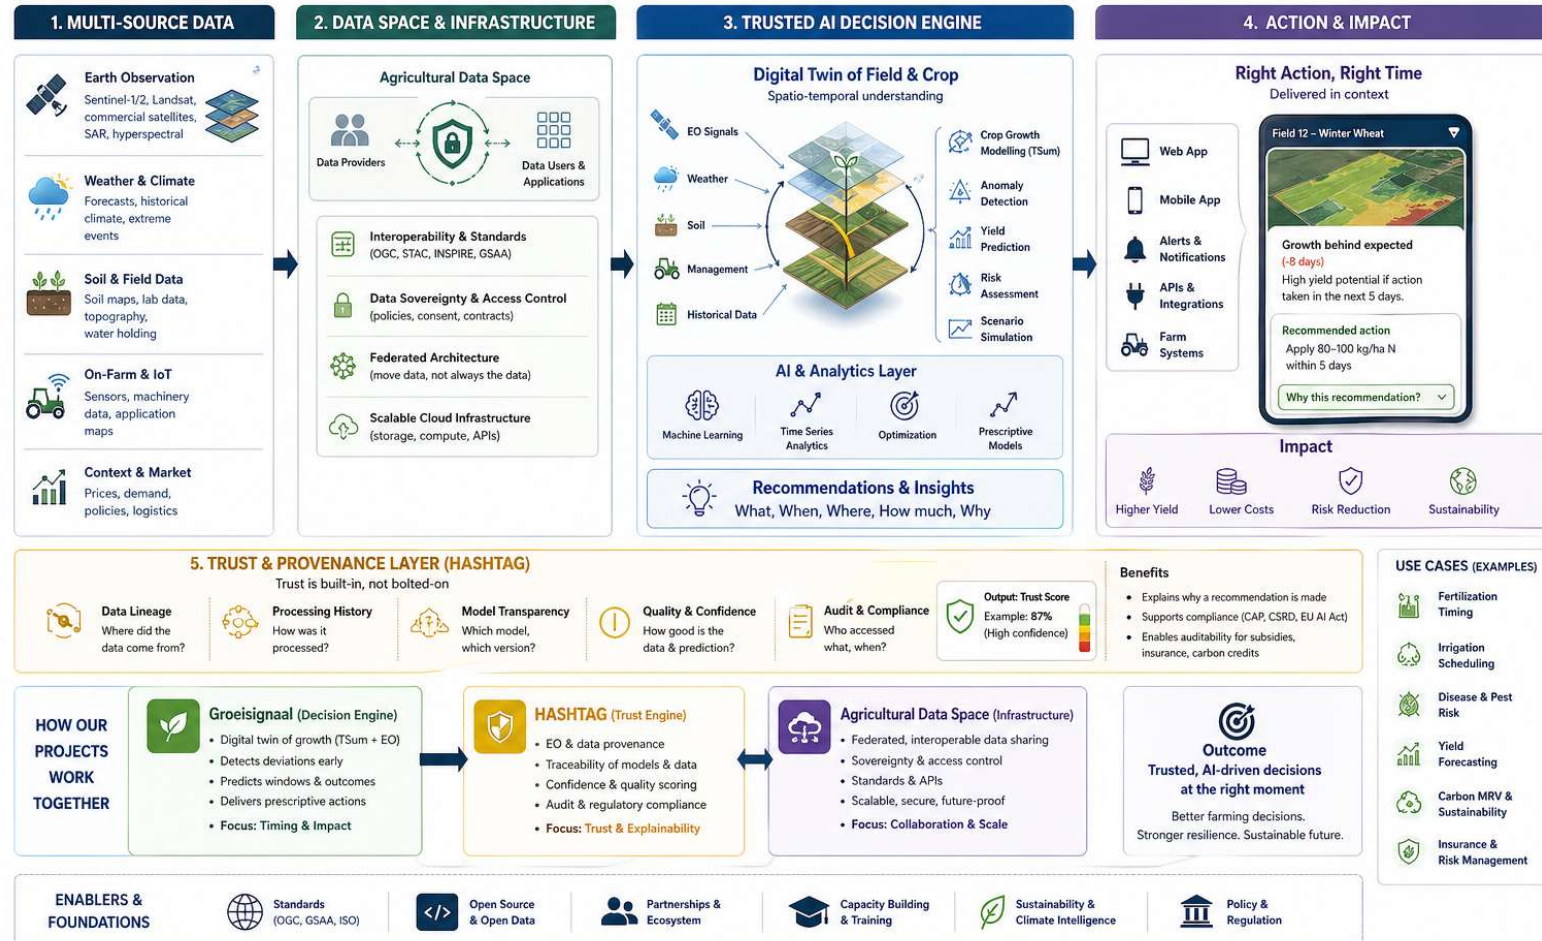 1. MULTI-SOURCE DATA
Earth Observation
Sentinel-1/2, Landsat,
commercial satellites,
SAR, hyperspectral
Weather & Climate
Forecasts, historical
climate, extreme
events
Soil & Field Data
Soil maps, lab data,
topography,
water holding
On-Farm & IoT
Sensors, machinery
data, application
maps
Context & Market
Prices, demand,
policies, logistics
2. DATA SPACE & INFRASTRUCTURE
Agricultural Data Space
Data Providers
Data Users &
Applications
Interoperability & Standards
(OGC, STAC, INSPIRE, GSAA)
Data Sovereignty & Access Control
(policies, consent, contracts)
Federated Architecture
(move data, not always the data)
Scalable Cloud Infrastructure
(storage, compute, APIs)
3. TRUSTED AI DECISION ENGINE
Digital Twin of Field & Crop
Spatio-temporal understanding
EO Signals
Weather
Soil
Management
Historical Data
Crop Growth
Modelling (TSum)
Anomaly
Detection
Yield
Prediction
Risk
Assessment
Scenario
Simulation
AI & Analytics Layer
Machine Learning
Time Series
Analytics
Optimization
Prescriptive
Models
Recommendations & Insights
What, When, Where, How much, Why
4. ACTION & IMPACT
Right Action, Right Time
Delivered in context
Web App
Mobile App
Alerts &
Notifications
APIs &
Integrations
Farm
Systems
Field 12 – Winter Wheat
Growth behind expected
(-8 days)
High yield potential if action
taken in the next 5 days.
Recommended action
Apply 80–100 kg/ha N
within 5 days
Why this recommendation?
Impact
Higher Yield
Lower Costs
Risk Reduction
Sustainability
5. TRUST & PROVENANCE LAYER (HASHTAG)
Trust is built-in, not bolted-on
Data Lineage
Where did the
data come from?
Processing History
How was it
processed?
Model Transparency
Which model,
which version?
Quality & Confidence
How good is the
data & prediction?
Audit & Compliance
Who accessed
what, when?
Output: Trust Score
Example: 87%
(High confidence)
Benefits
• Explains why a recommendation is made
• Supports compliance (CAP, CSRD, EU AI Act)
• Enables auditability for subsidies,
insurance, carbon credits
USE CASES (EXAMPLES)
Fertilization
Timing
Irrigation
Scheduling
Disease & Pest
Risk
Yield
Forecasting
Carbon MRV &
Sustainability
Insurance &
Risk Management
HOW OUR
PROJECTS
WORK
TOGETHER
Groeisignaal (Decision Engine)
• Digital twin of growth (TSum + EO)
• Detects deviations early
• Predicts windows & outcomes
• Delivers prescriptive actions
• Focus: Timing & Impact
HASHTAG (Trust Engine)
• EO & data provenance
• Traceability of models & data
• Confidence & quality scoring
• Audit & regulatory compliance
• Focus: Trust & Explainability
Agricultural Data Space (Infrastructure)
• Federated, interoperable data sharing
• Sovereignty & access control
• Standards & APIs
• Scalable, secure, future-proof
• Focus: Collaboration & Scale
Outcome
Trusted, AI-driven decisions
at the right moment
Better farming decisions.
Stronger resilience. Sustainable future.
ENABLERS &
FOUNDATIONS
Standards
(OGC, GSAA, ISO)
</>
Open Source
& Open Data
Partnerships &
Ecosystem
Capacity Building
& Training
Sustainability &
Climate Intelligence
Policy &
Regulation